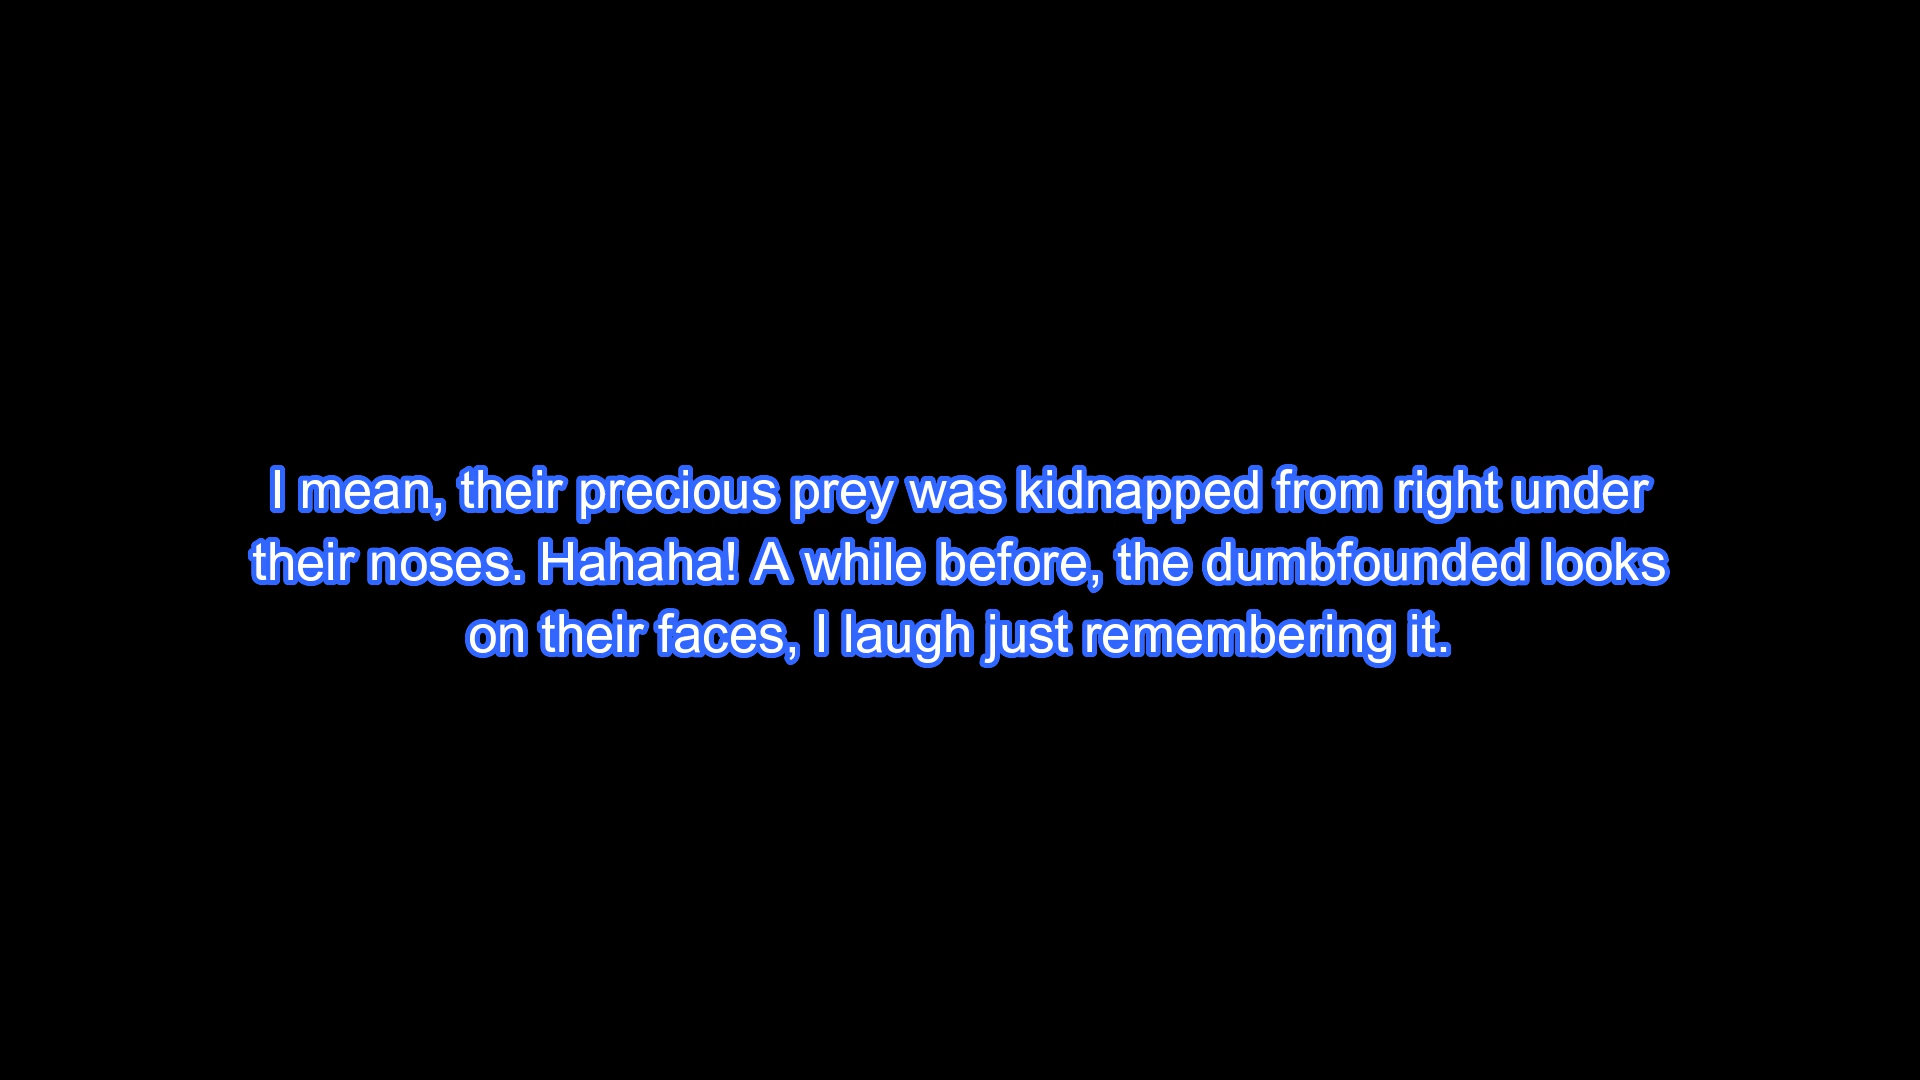 I mean, their precious prey was kidnapped from right under
their noses. Hahaha! A while before, the dumbfounded looks
on their faces, I laugh just remembering it.